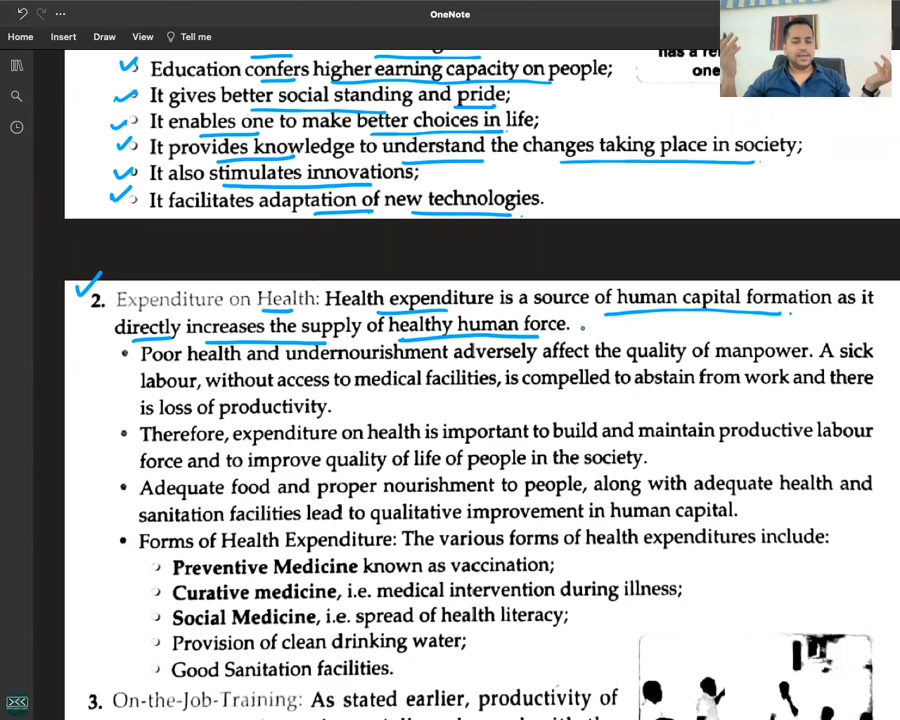 OneNote
Home Insert Draw View Tell me
has a re
one
Education confers higher earning capacity on people;
It gives better social standing and pride;
It enables one to make better choices in life;
It provides knowledge to understand the changes taking place in society;
It also stimulates innovations;
It facilitates adaptation of new technologies.
2. Expenditure on Health: Health expenditure is a source of human capital formation as it
directly increases the supply of healthy human force.
• Poor health and undernourishment adversely affect the quality of manpower. A sick
labour, without access to medical facilities, is compelled to abstain from work and there
is loss of productivity.
• Therefore, expenditure on health is important to build and maintain productive labour
force and to improve quality of life of people in the society.
• Adequate food and proper nourishment to people, along with adequate health and
sanitation facilities lead to qualitative improvement in human capital.
• Forms of Health Expenditure: The various forms of health expenditures include:
Preventive Medicine known as vaccination;
Curative medicine, i.e. medical intervention during illness;
Social Medicine, i.e. spread of health literacy;
Provision of clean drinking water;
Good Sanitation facilities.
3. On-the-Job-Training: As stated earlier, productivity of